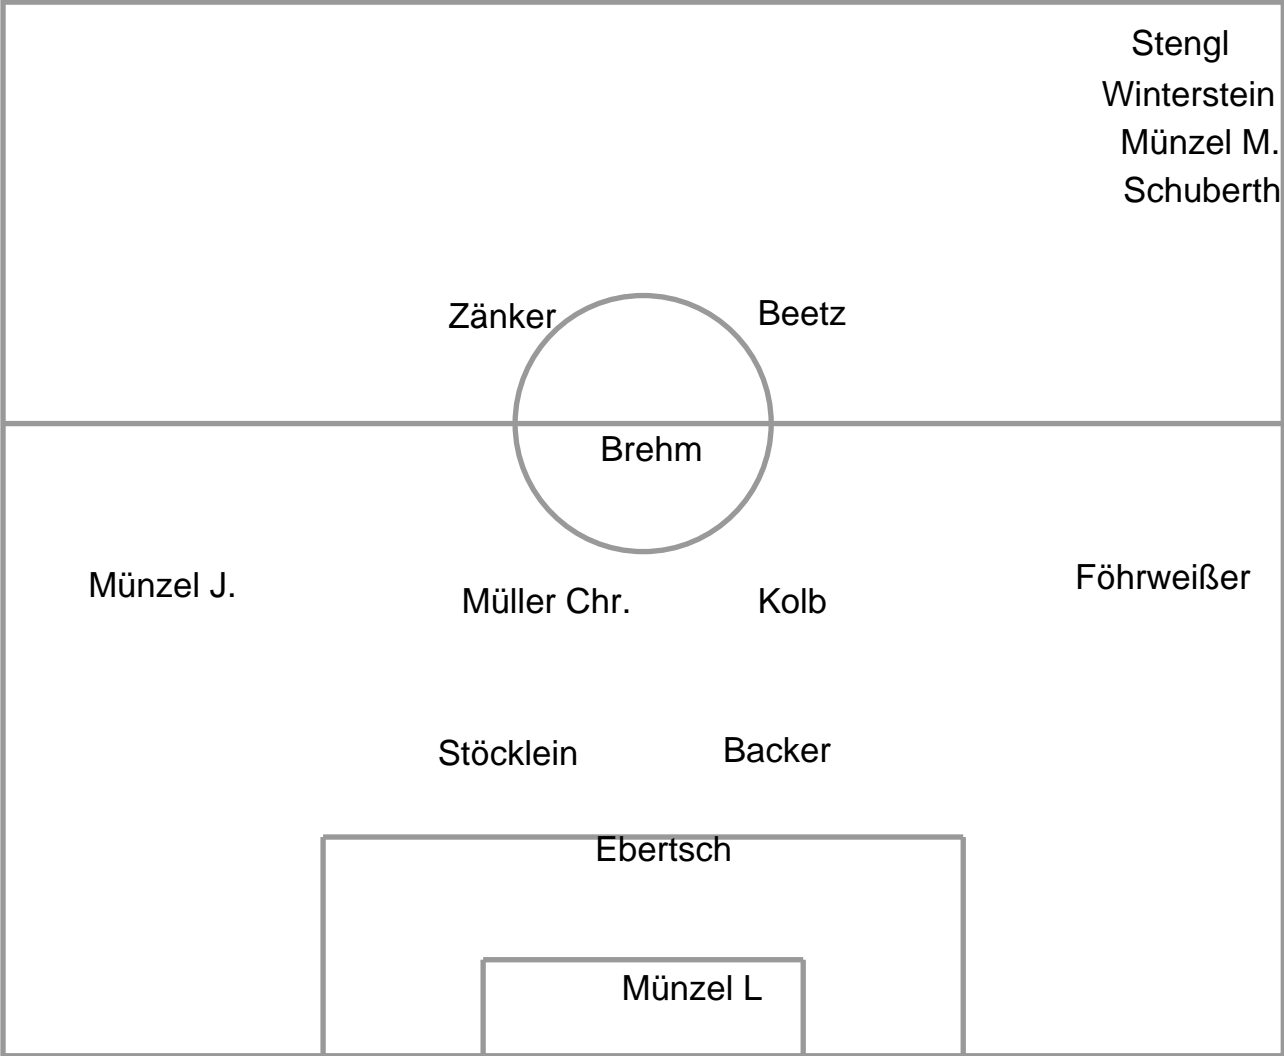 Stengl
Winterstein
Münzel M.
Schuberth
Zänker
Beetz
Brehm
Münzel J.
Müller Chr.
Kolb
Föhrweißer
Stöcklein
Backer
Ebertsch
Münzel L